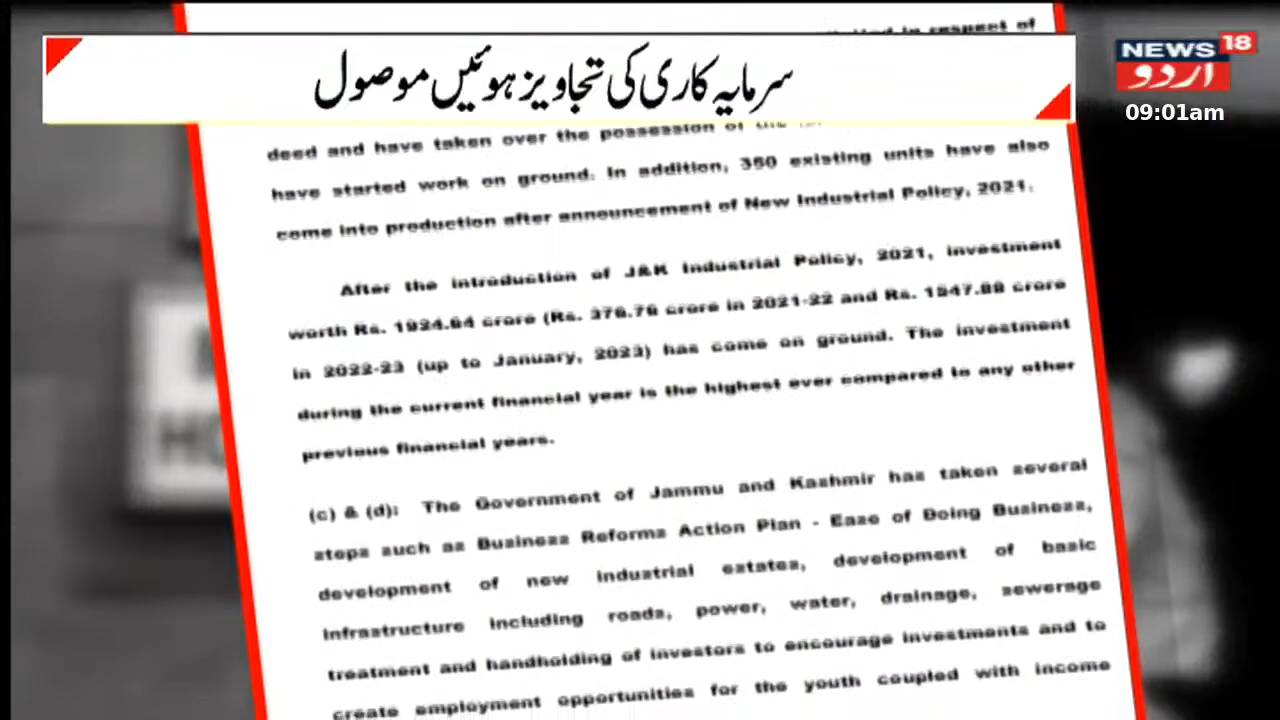 in respect of
سرمایہ کاری کی تجاویز ہوئیں موصول
NEWS 18
اردو
09:01am
deed and have taken over the possession of the
have started work on ground. In addition, 350 existing units have also
come into production after announcement of New Industrial Policy, 2021.
After the introduction of J&K Industrial Policy, 2021, investment
worth Rs. 1924.64 crore (Rs. 376.76 crore in 2021-22 and Rs. 1547.88 crore
in 2022-23 (up to January, 2023) has come on ground. The investment
during the current financial year is the highest ever compared to any other
previous financial years.
(c) & (d): The Government of Jammu and Kashmir has taken several
steps such as Business Reforms Action Plan - Ease of Doing Business,
development of new industrial estates, development of basic
infrastructure including roads, power, water, drainage, sewerage
treatment and handholding of investors to encourage investments and to
create employment opportunities for the youth coupled with income